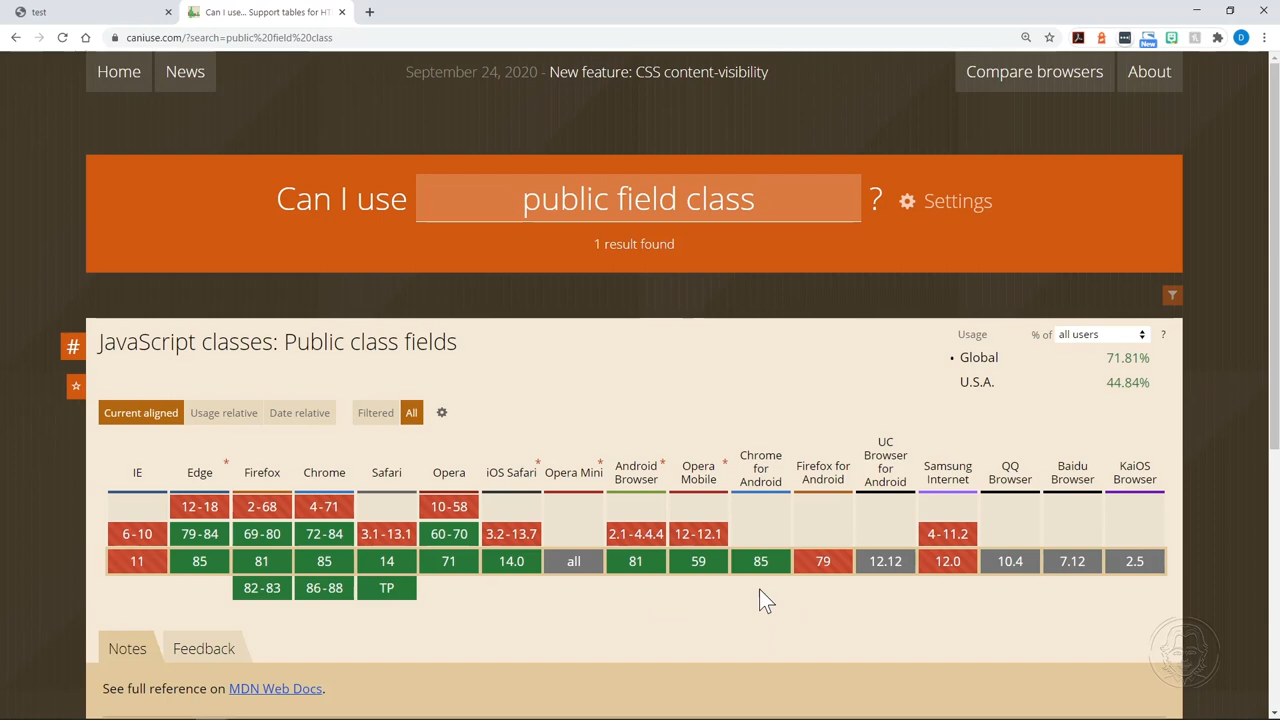 test
Can I use... Support tables for HT
caniuse.com/?search=public%20field%20class
New
D
Home
News
September 24, 2020 - New feature: CSS content-visibility
Compare browsers
About
Can I use public field class ? Settings
1 result found
#
JavaScript classes: Public class fields
Usage
% of all users ?
Global 71.81%
U.S.A. 44.84%
Current aligned Usage relative Date relative Filtered All
IE Edge * Firefox Chrome Safari Opera iOS Safari * Opera Mini * Android Browser * Opera Mobile * Chrome for Android Firefox for Android UC Browser for Android Samsung Internet QQ Browser Baidu Browser KaiOS Browser
12-18 2-68 4-71 10-58
6-10 79-84 69-80 72-84 3.1-13.1 60-70 3.2-13.7 2.1-4.4.4 12-12.1 4-11.2
11 85 81 85 14 71 14.0 all 81 59 85 79 12.12 12.0 10.4 7.12 2.5
82-83 86-88 TP
Notes Feedback
See full reference on MDN Web Docs.